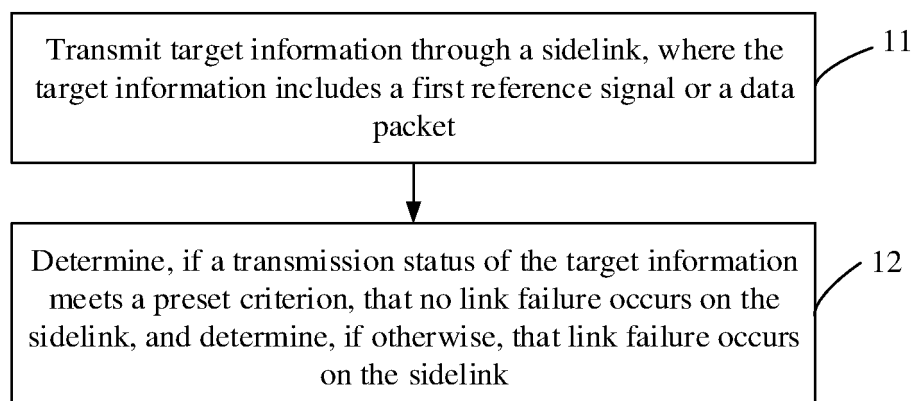 Transmit target information through a sidelink, where the
target information includes a first reference signal or a data
packet
11
Determine, if a transmission status of the target information
meets a preset criterion, that no link failure occurs on the
sidelink, and determine, if otherwise, that link failure occurs
on the sidelink
12